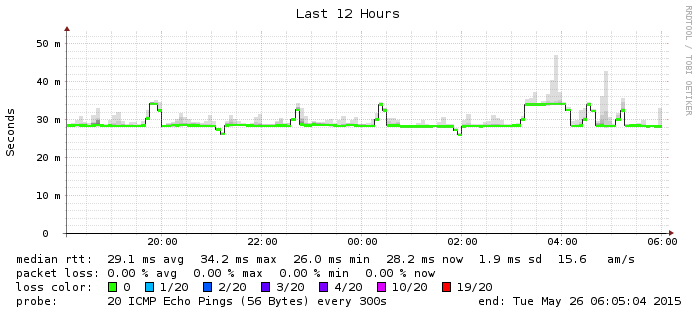 Last 12 Hours
RRDTOOL / TOBI OETIKER
Seconds
50 m
40 m
30 m
20 m
10 m
0
20:00 22:00 00:00 02:00 04:00 06:00
median rtt: 29.1 ms avg 34.2 ms max 26.0 ms min 28.2 ms now 1.9 ms sd 15.6 am/s
packet loss: 0.00 % avg 0.00 % max 0.00 % min 0.00 % now
loss color: 0 1/20 2/20 3/20 4/20 10/20 19/20
probe: 20 ICMP Echo Pings (56 Bytes) every 300s end: Tue May 26 06:05:04 2015